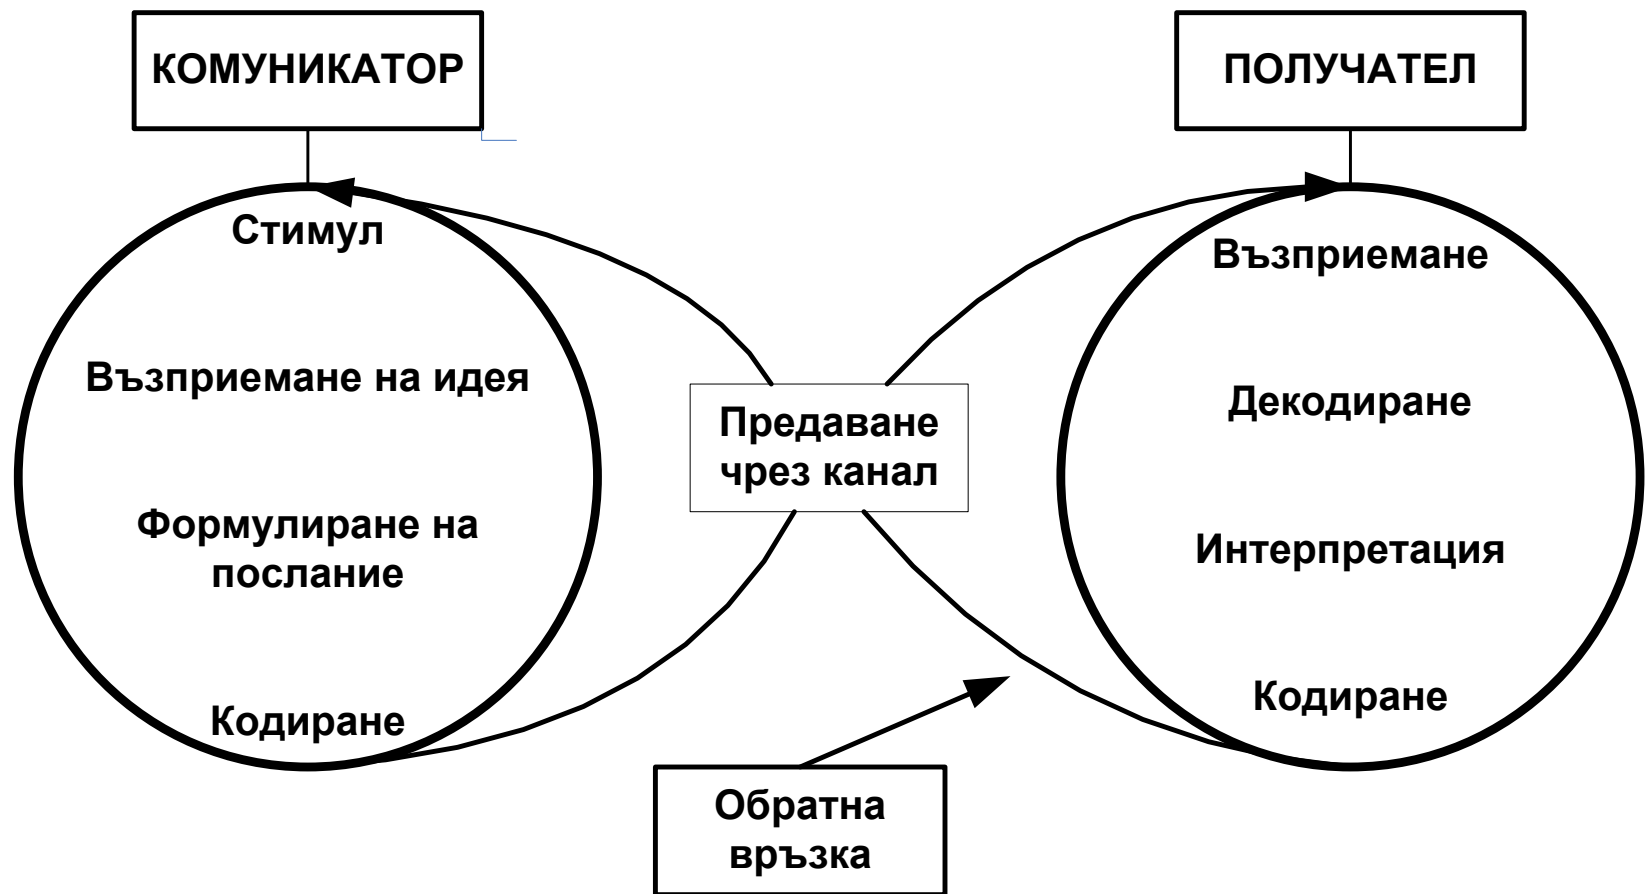 КОМУНИКАТОР
Стимул
Възприемане на идея
Формулиране на
послание
Кодиране
Предаване
чрез канал
Обратна
връзка
ПОЛУЧАТЕЛ
Възприемане
Декодиране
Интерпретация
Кодиране